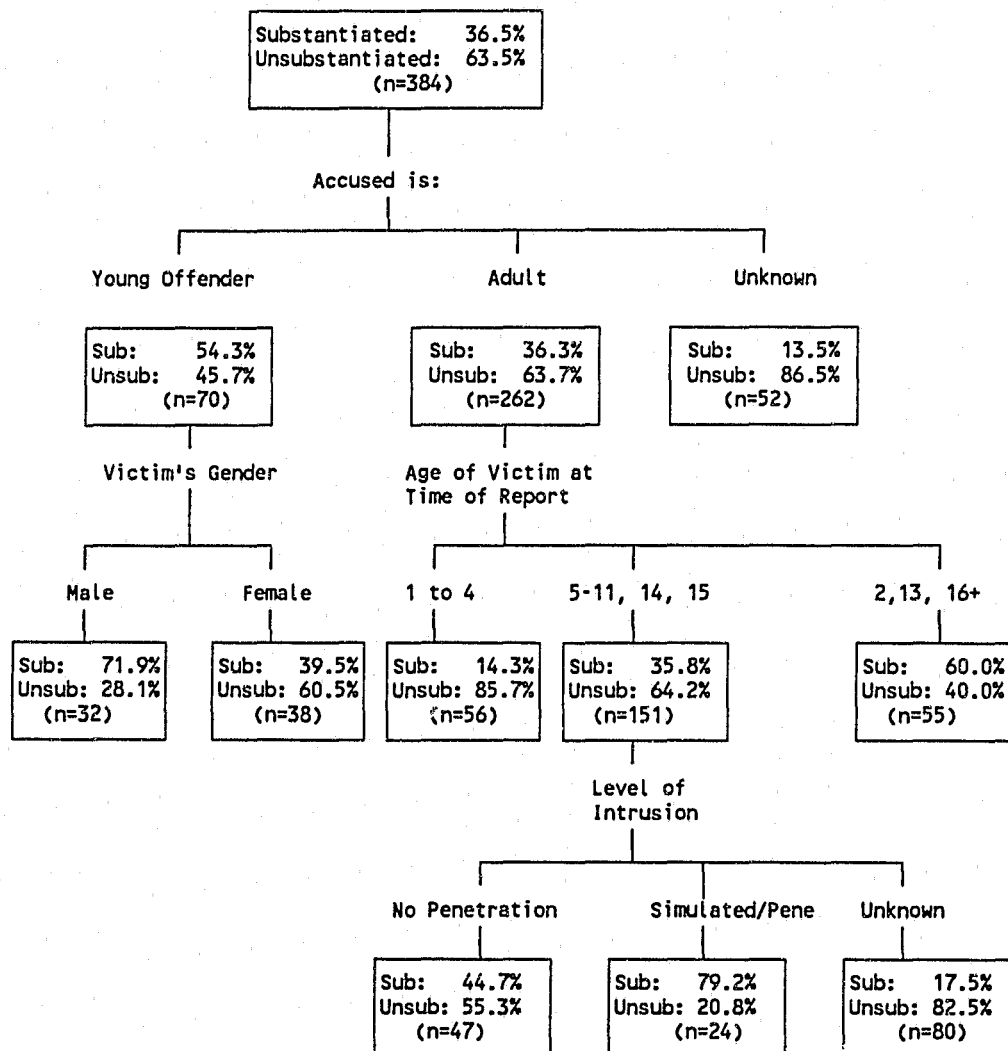 Substantiated: 36.5%
Unsubstantiated: 63.5%
(n=384)
Accused is:
Young Offender Adult Unknown
Sub: 54.3% Sub: 36.3% Sub: 13.5%
Unsub: 45.7% Unsub: 63.7% Unsub: 86.5%
(n=70) (n=262) (n=52)
Victim's Gender Age of Victim at
Time of Report
Male Female 1 to 4 5-11, 14, 15 2,13, 16+
Sub: 71.9% Sub: 39.5% Sub: 14.3% Sub: 35.8% Sub: 60.0%
Unsub: 28.1% Unsub: 60.5% Unsub: 85.7% Unsub: 64.2% Unsub: 40.0%
(n=32) (n=38) (n=56) (n=151) (n=55)
Level of
Intrusion
No Penetration Simulated/Pene Unknown
Sub: 44.7% Sub: 79.2% Sub: 17.5%
Unsub: 55.3% Unsub: 20.8% Unsub: 82.5%
(n=47) (n=24) (n=80)